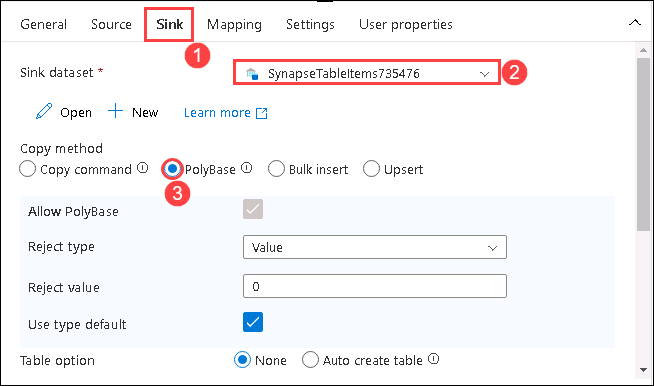 General Source Sink Mapping Settings User properties
1
Sink dataset * SynapseTableItems735476 2
Open New Learn more
Copy method
Copy command PolyBase Bulk insert Upsert
3
Allow PolyBase
Reject type Value
Reject value 0
Use type default
Table option None Auto create table